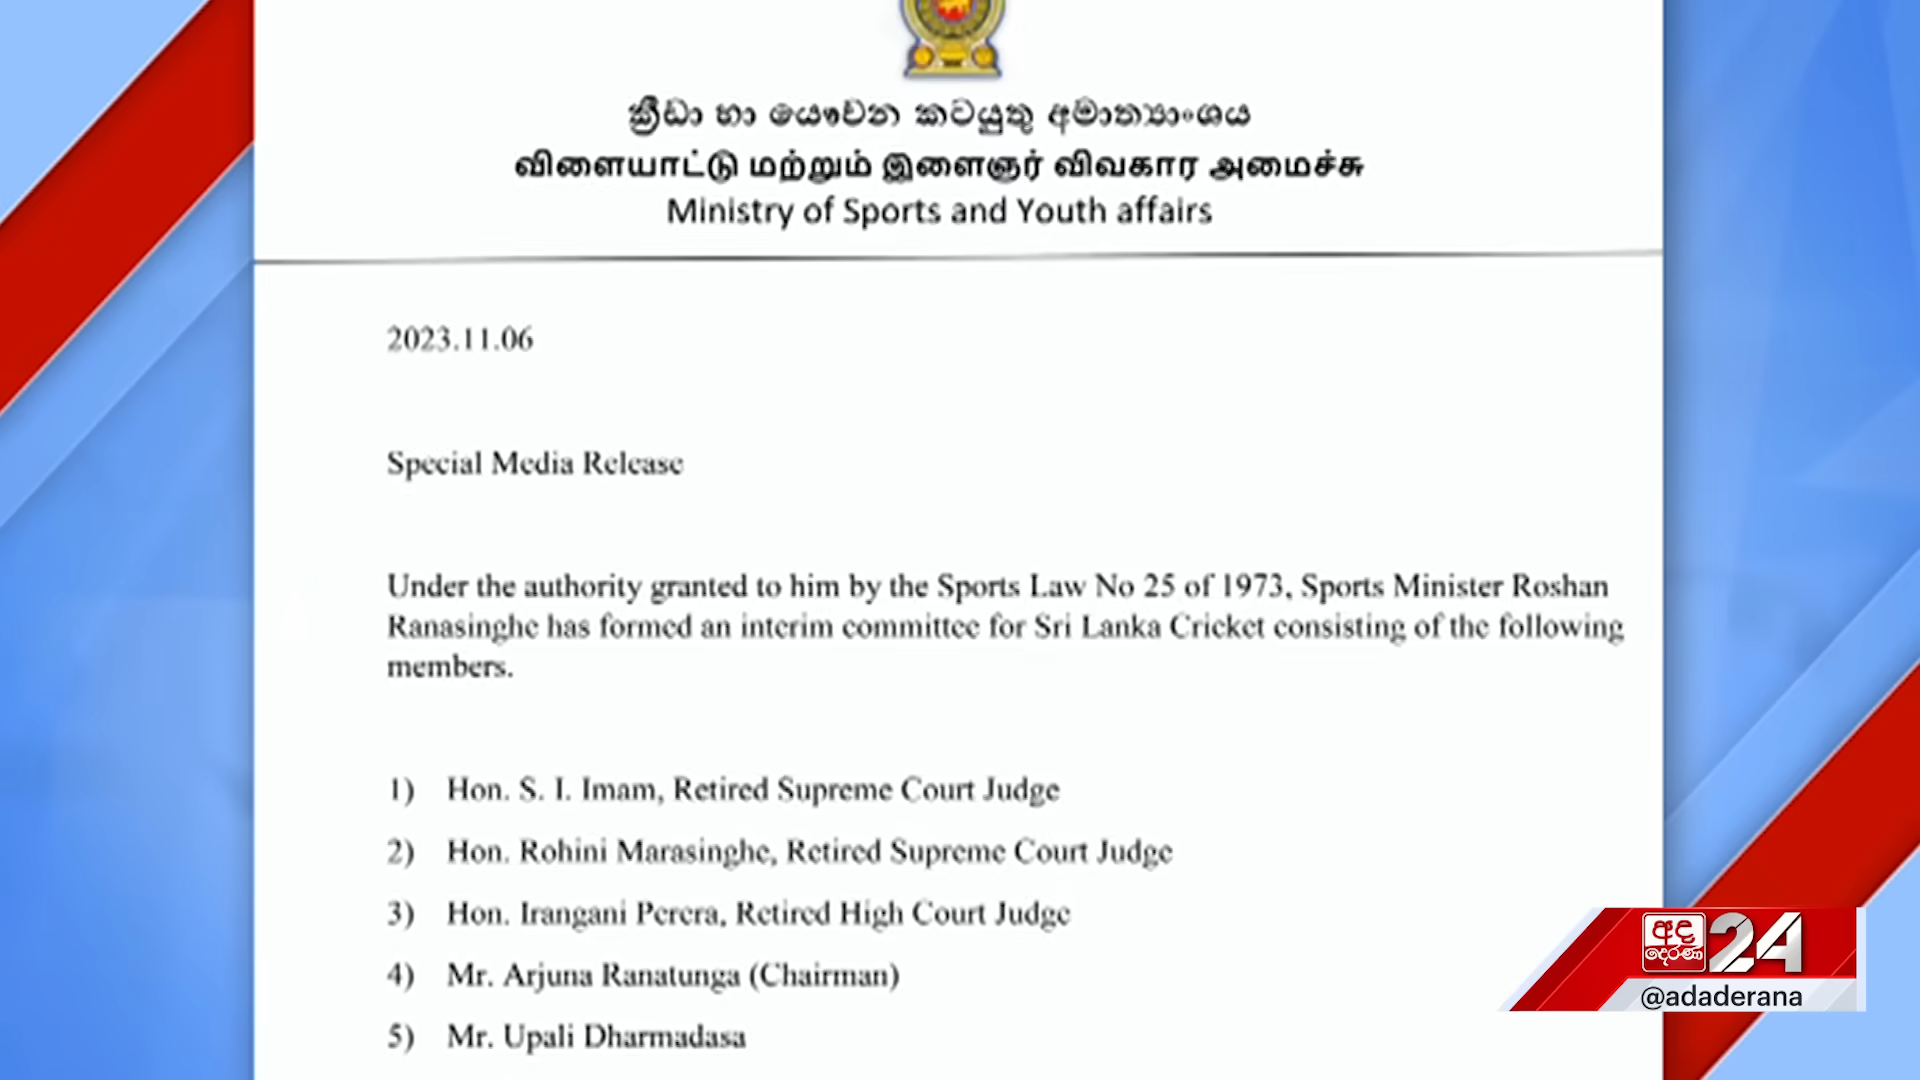 ක්‍රීඩා හා යෞවන කටයුතු අමාත්‍යාංශය
விளையாட்டு மற்றும் இளைஞர் விவகார அமைச்சு
Ministry of Sports and Youth affairs
2023.11.06
Special Media Release
Under the authority granted to him by the Sports Law No 25 of 1973, Sports Minister Roshan
Ranasinghe has formed an interim committee for Sri Lanka Cricket consisting of the following
members.
1) Hon. S. I. Imam, Retired Supreme Court Judge
2) Hon. Rohini Marasinghe, Retired Supreme Court Judge
3) Hon. Irangani Perera, Retired High Court Judge
4) Mr. Arjuna Ranatunga (Chairman)
5) Mr. Upali Dharmadasa
අද
දෙරණ
24
@adaderana